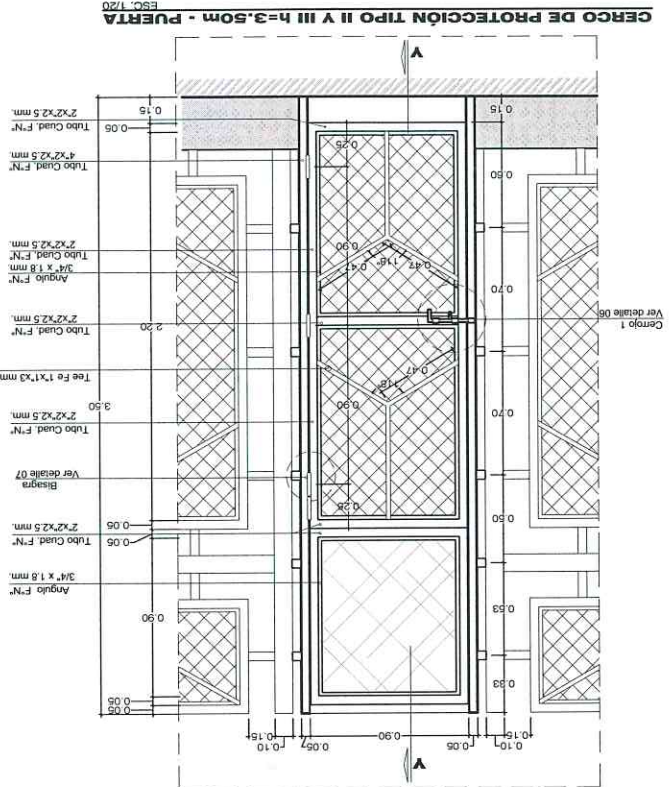 A
0.15
0.10
0.05
0.90
0.05
0.10
0.15
0.33
0.53
0.50
0.70
0.70
0.50
0.15
Cerrojo 1
Ver detalle 06
0.25
0.90
118°
0.47
0.47
118°
0.47
0.90
0.25
0.05
0.05
0.90
0.05
0.05
2.20
0.05
0.15
3.50
Angulo F°N°
3/4" x 1.8 mm.
Tubo Cuad. F°N°
2"x2"x2.5 mm.
Bisagra
Ver detalle 07
Tubo Cuad. F°N°
2"x2"x2.5 mm.
Tee Fe 1"x1"x3 mm
Tubo Cuad. F°N°
2"x2"x2.5 mm.
Angulo F°N°
3/4" x 1.8 mm.
Tubo Cuad. F°N°
2"x2"x2.5 mm.
Tubo Cuad. F°N°
4"x2"x2.5 mm.
Tubo Cuad. F°N°
2"x2"x2.5 mm.
A
CERCO DE PROTECCIÓN TIPO II Y III h=3.50m - PUERTA
ESC. 1/20